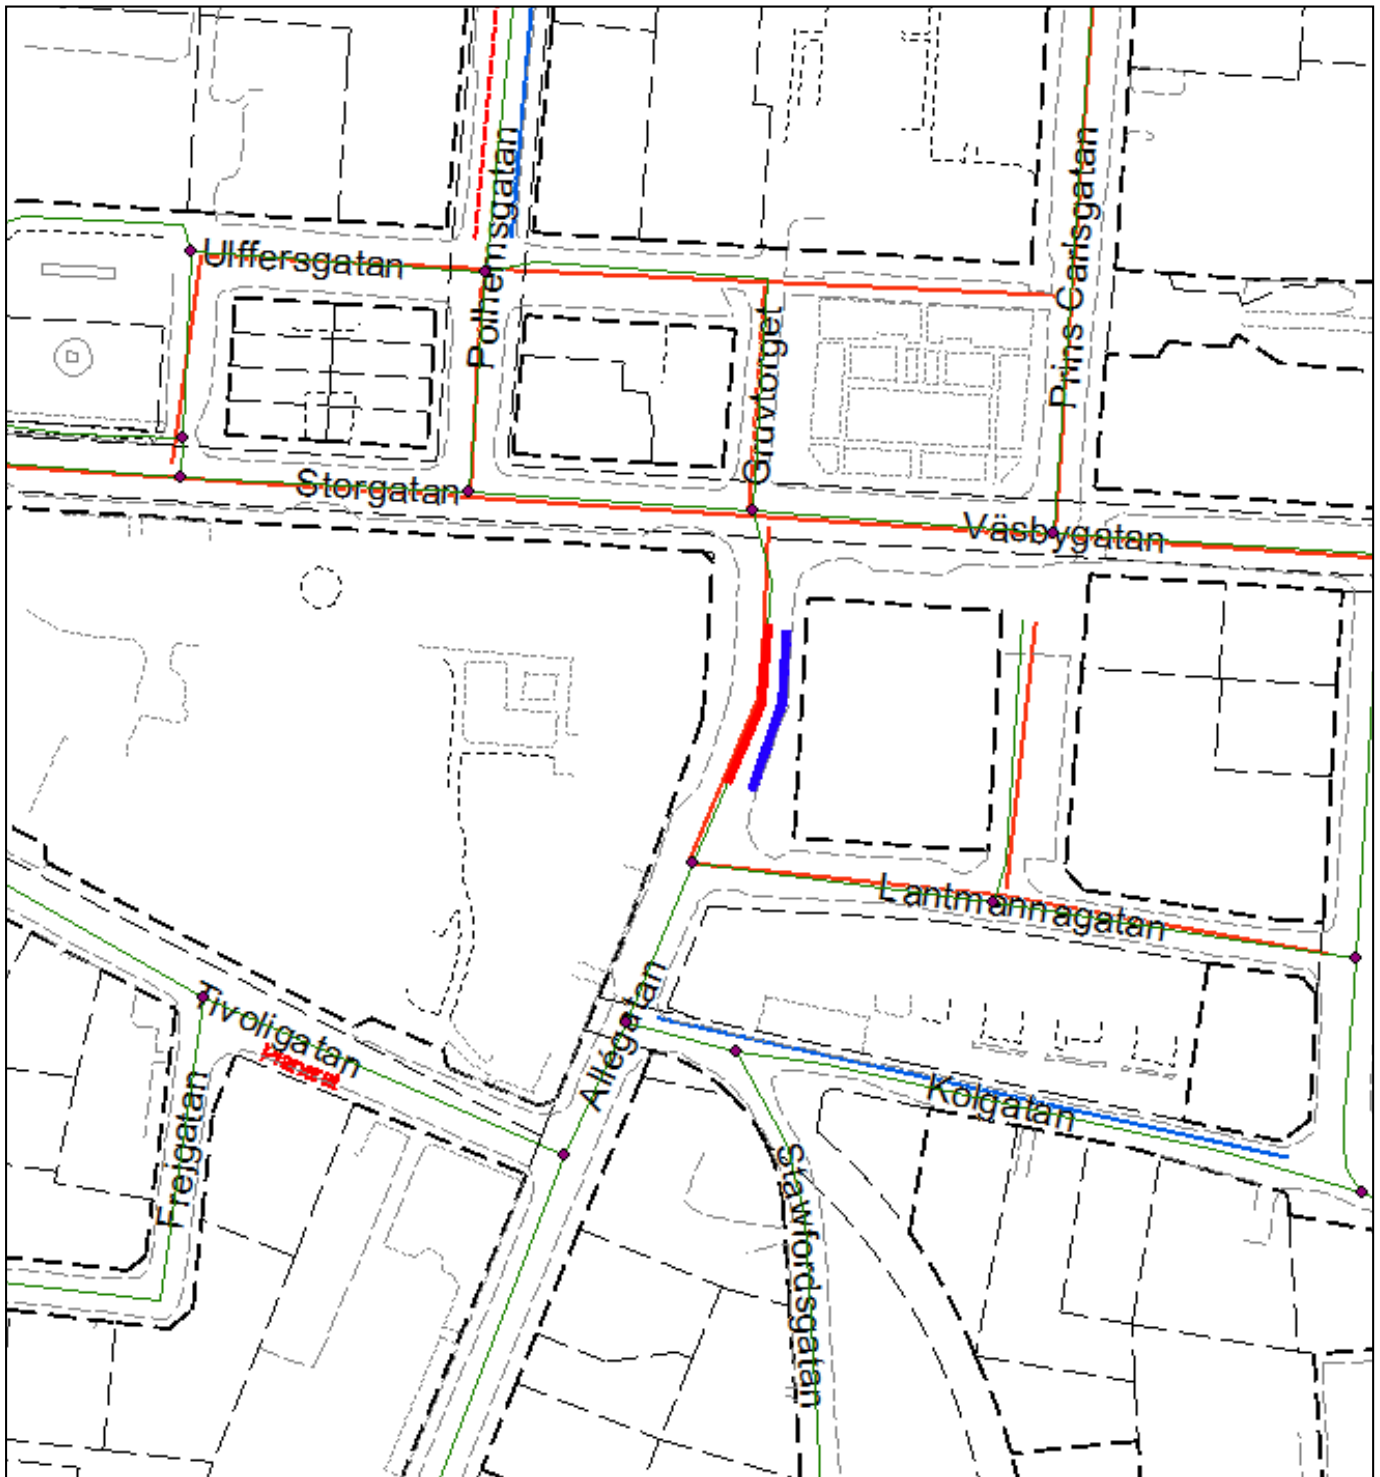 Polhemsgatan
Prins Carlsgatan
Ulffersgatan
Gruvtorget
Storgatan
Väsbygatan
Lantmannagatan
Allégatan
Tivoligatan
Kolgatan
Freigatan
Stawfordsgatan